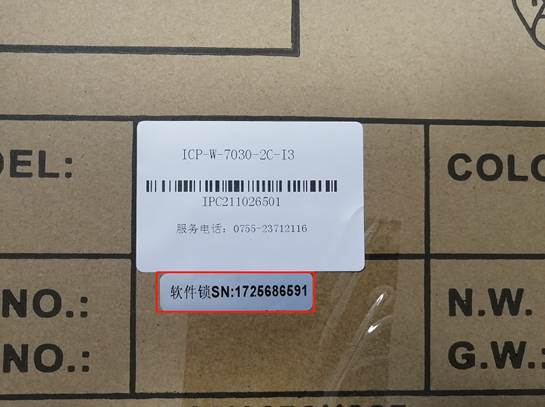 ICP-W-7030-2C-I3
DEL:
COLO
IPC211026501
服务电话: 0755-23712116
软件锁SN:1725686591
NO.:
N.W.
NO.:
G.W.: